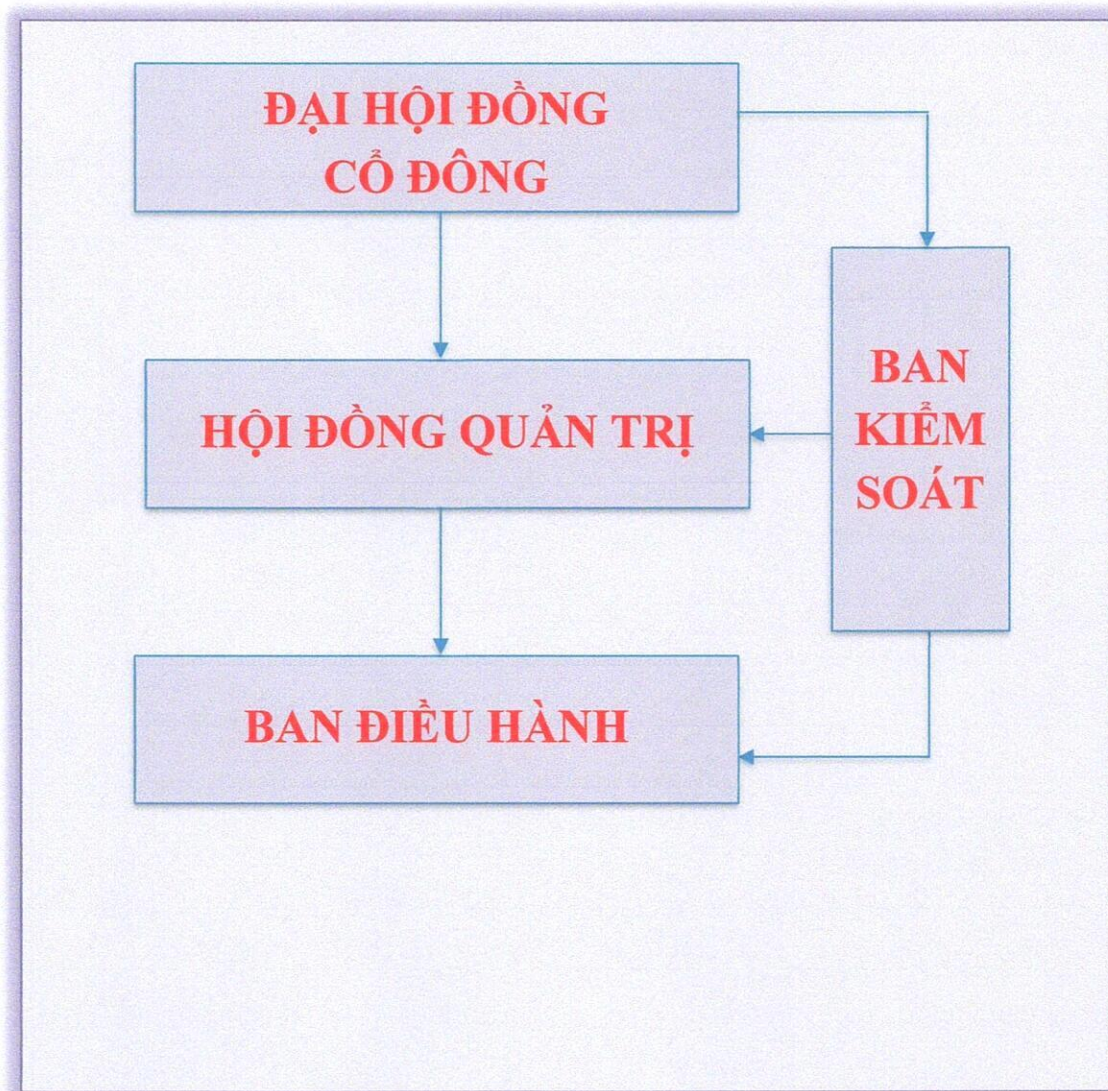 ĐẠI HỘI ĐỒNG
CỔ ĐÔNG
BAN
KIỂM
SOÁT
HỘI ĐỒNG QUẢN TRỊ
BAN ĐIỀU HÀNH